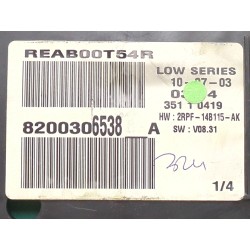 REAB00T54R
LOW SERIES
10-07-03
351 1 0419
HW: 2RPF-14B115-AK
8200306538 A
SW: V08.31
1/4